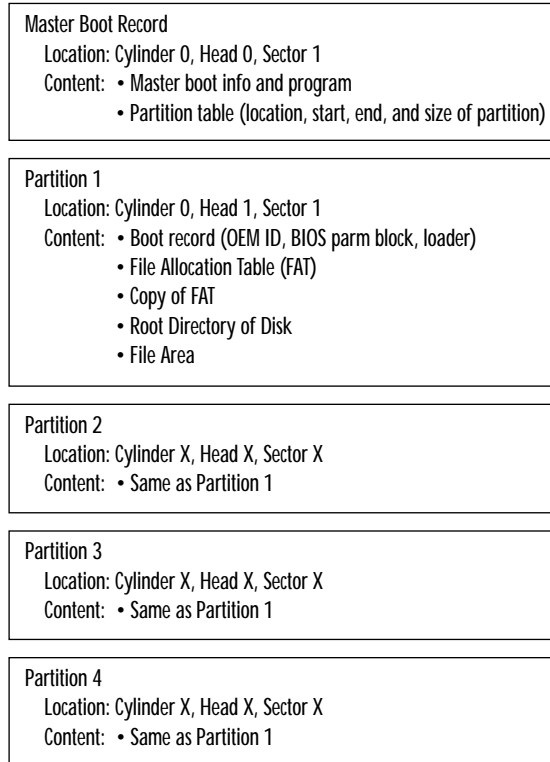 Master Boot Record
Location: Cylinder 0, Head 0, Sector 1
Content: • Master boot info and program
• Partition table (location, start, end, and size of partition)
Partition 1
Location: Cylinder 0, Head 1, Sector 1
Content: • Boot record (OEM ID, BIOS parm block, loader)
• File Allocation Table (FAT)
• Copy of FAT
• Root Directory of Disk
• File Area
Partition 2
Location: Cylinder X, Head X, Sector X
Content: • Same as Partition 1
Partition 3
Location: Cylinder X, Head X, Sector X
Content: • Same as Partition 1
Partition 4
Location: Cylinder X, Head X, Sector X
Content: • Same as Partition 1